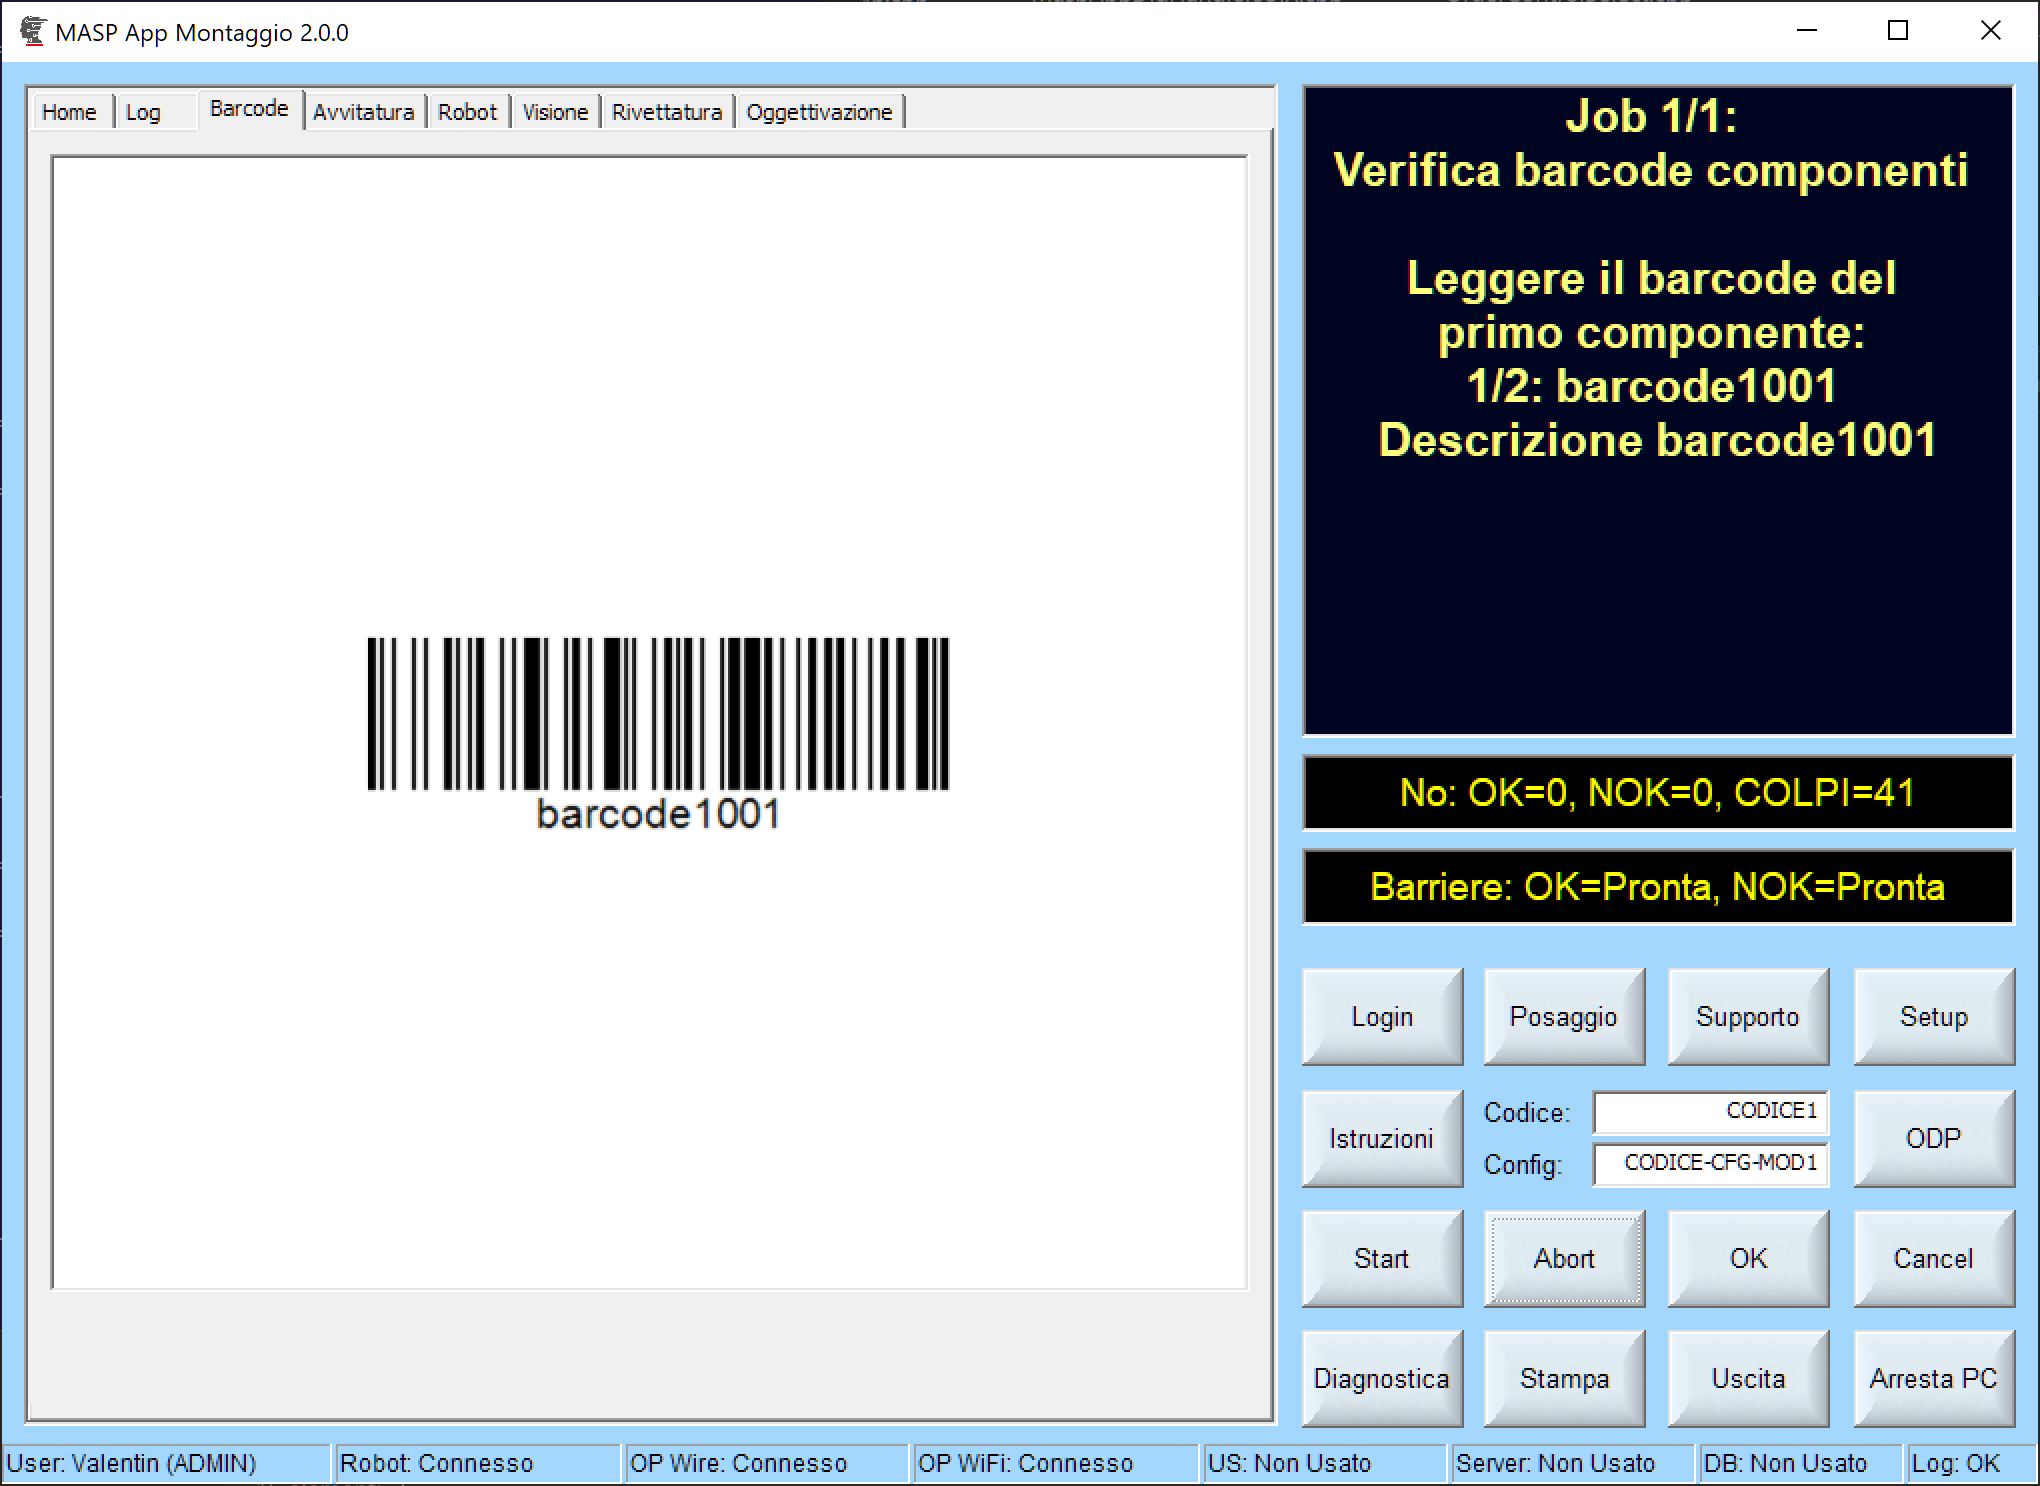 MASP App Montaggio 2.0.0
Home
Log
Barcode
Avvitatura
Robot
Visione
Rivettatura
Oggettivazione
barcode1001
Job 1/1:
Verifica barcode componenti
Leggere il barcode del
primo componente:
1/2: barcode1001
Descrizione barcode1001
No: OK=0, NOK=0, COLPI=41
Barriere: OK=Pronta, NOK=Pronta
Login
Posaggio
Supporto
Setup
Istruzioni
Codice: CODICE1
Config: CODICE-CFG-MOD1
ODP
Start
Abort
OK
Cancel
Diagnostica
Stampa
Uscita
Arresta PC
User: Valentin (ADMIN)
Robot: Connesso
OP Wire: Connesso
OP WiFi: Connesso
US: Non Usato
Server: Non Usato
DB: Non Usato
Log: OK